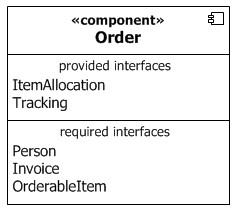 «component»
Order
provided interfaces
ItemAllocation
Tracking
required interfaces
Person
Invoice
OrderableItem